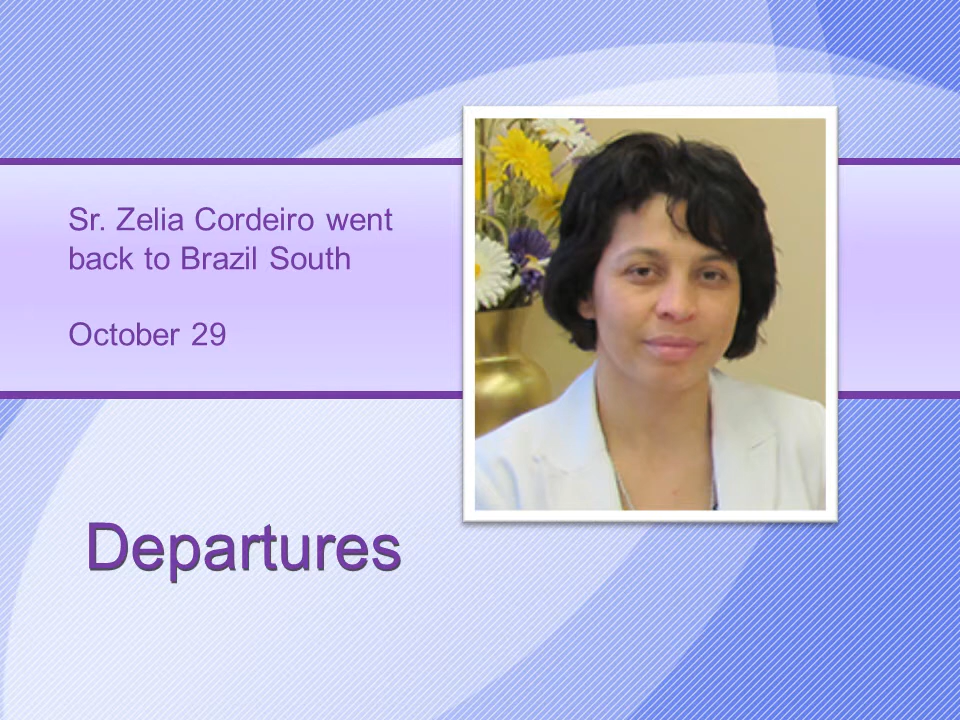 Sr. Zelia Cordeiro went
back to Brazil South
October 29
Departures